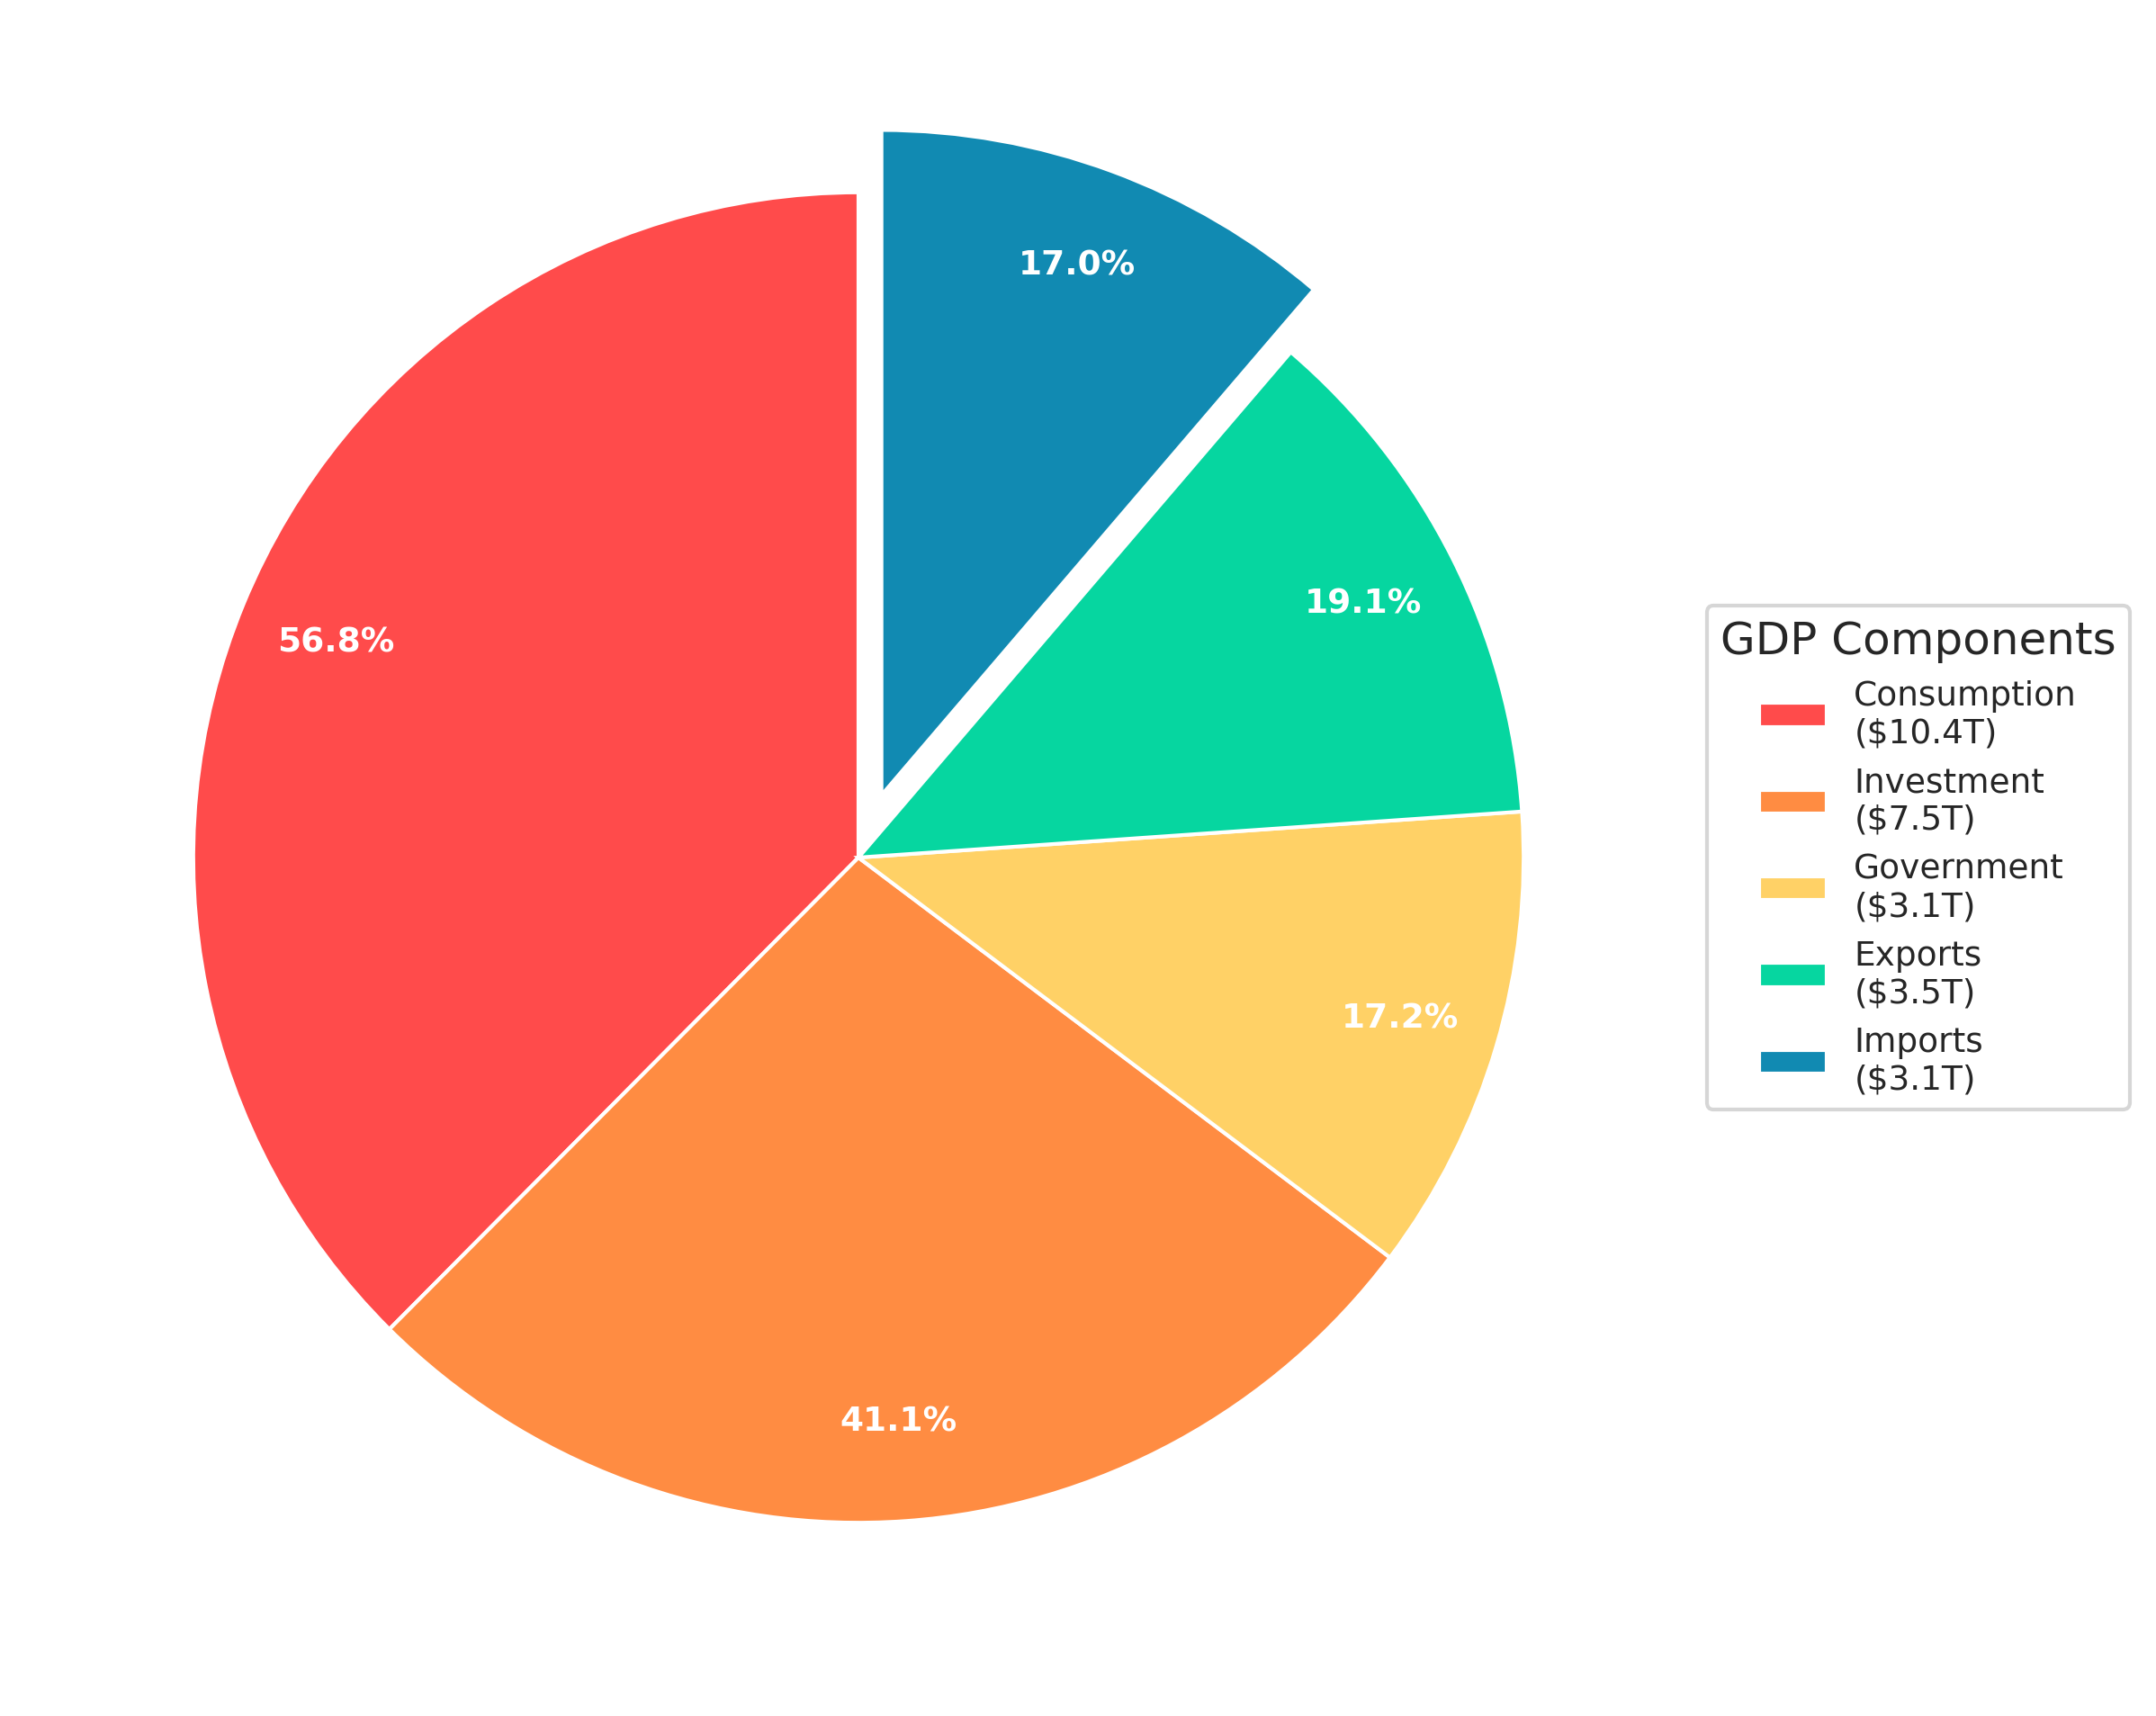 17.0%
19.1%
56.8%
17.2%
41.1%
GDP Components
Consumption
($10.4T)
Investment
($7.5T)
Government
($3.1T)
Exports
($3.5T)
Imports
($3.1T)